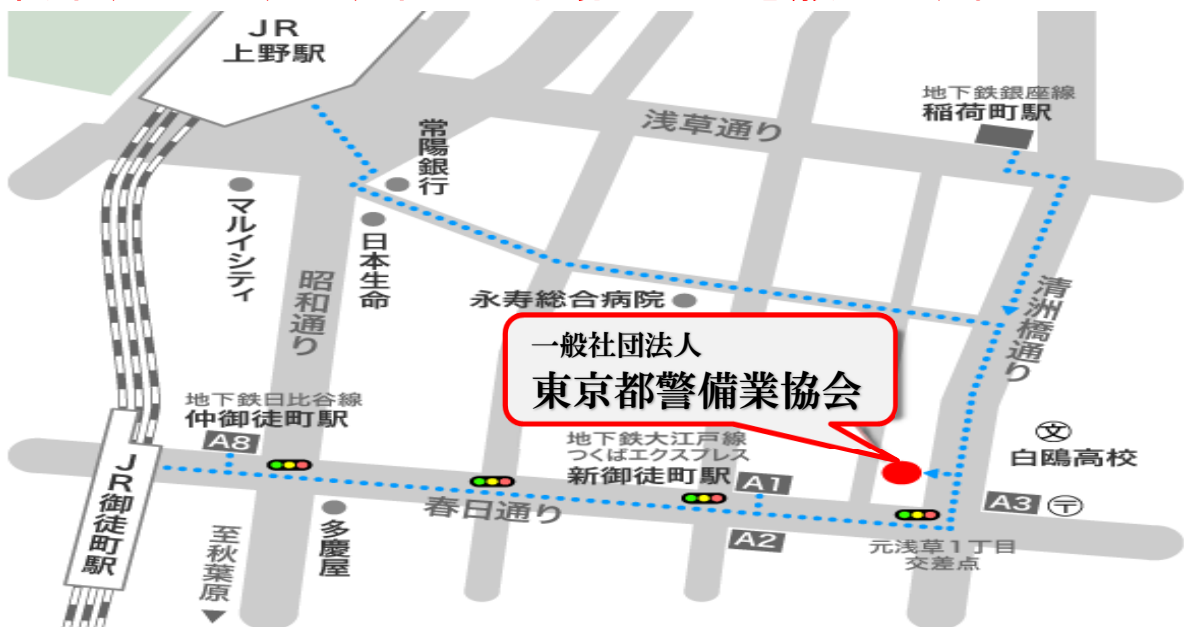 JR
上野駅
地下鉄銀座線
稲荷町駅
浅草通り
常陽銀行
マルイシティ
日本生命
昭和通り
永寿総合病院
清洲橋通り
一般社団法人
東京都警備業協会
地下鉄日比谷線
仲御徒町駅
A8
地下鉄大江戸線
つくばエクスプレス
新御徒町駅
A1
文
白鴎高校
A3
〒
JR御徒町駅
春日通り
A2
多慶屋
至秋葉原
元浅草1丁目
交差点